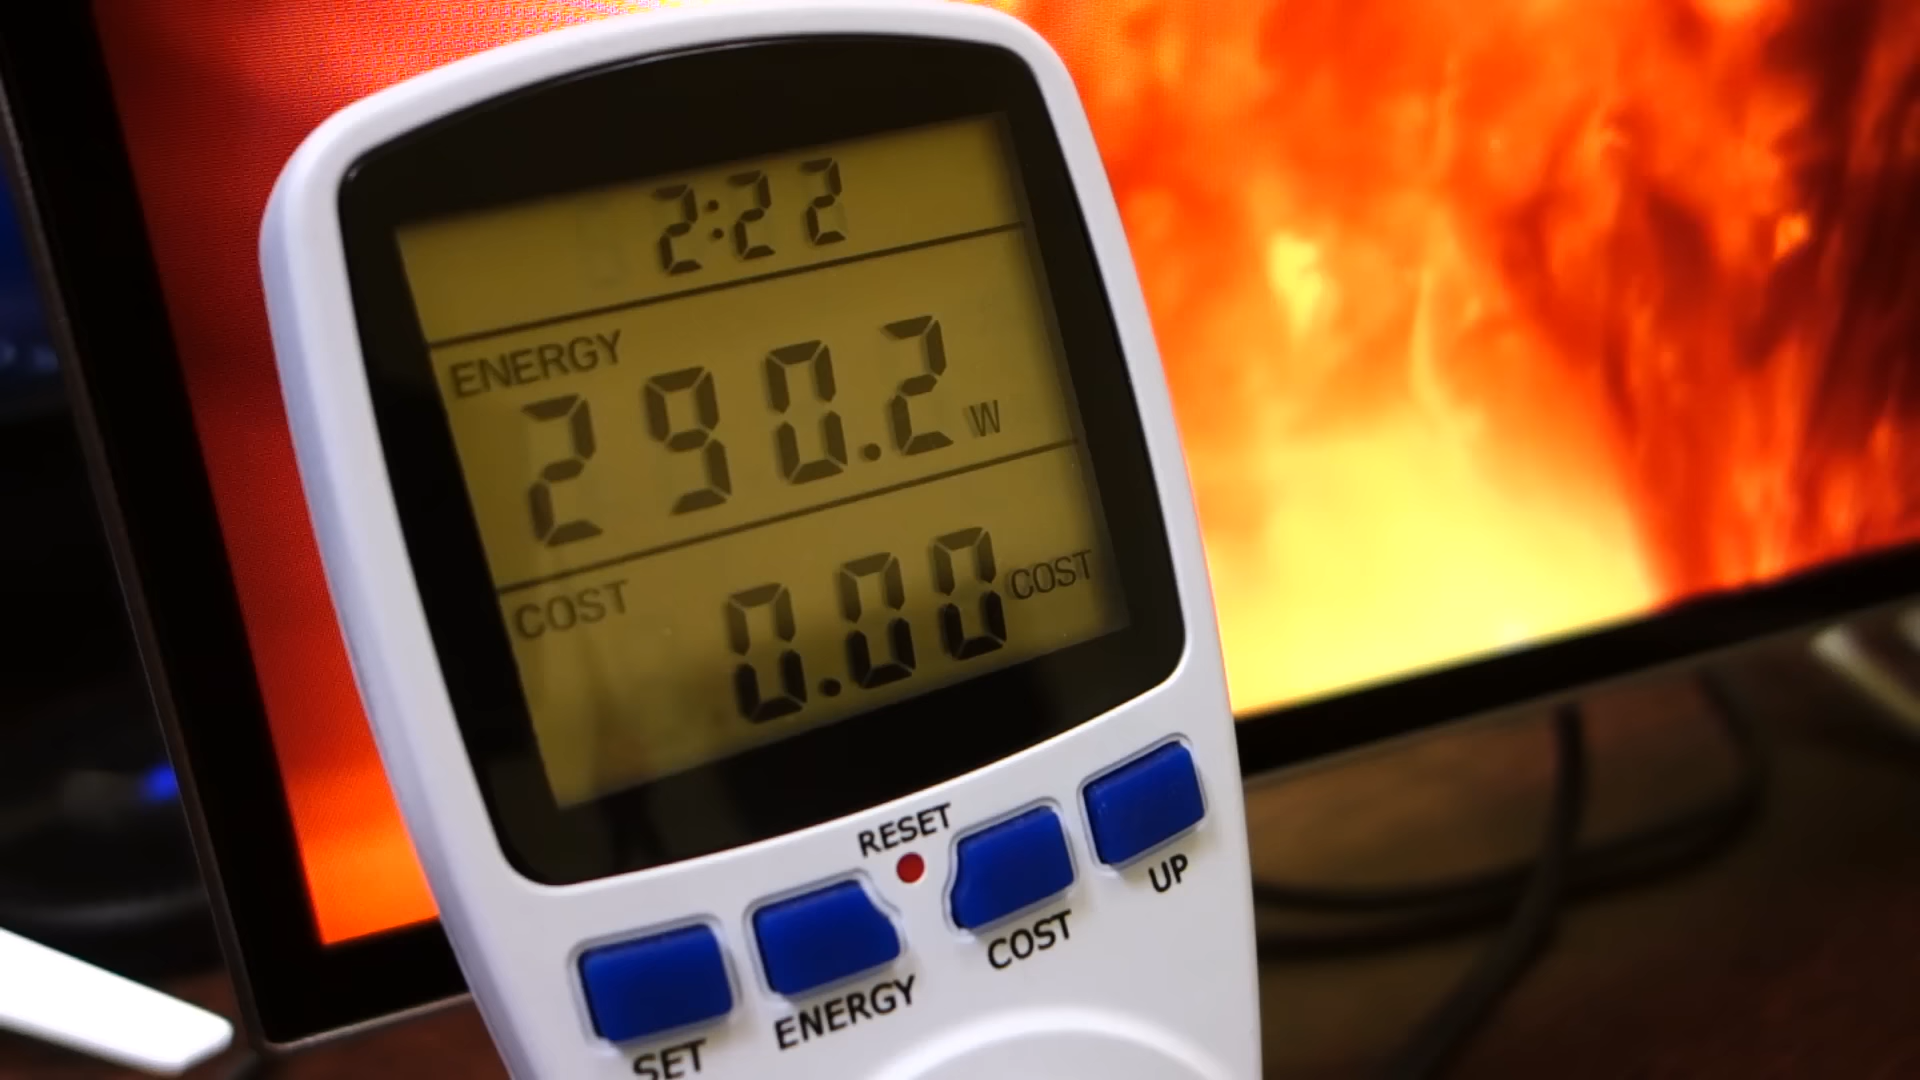 2:22
ENERGY
290.2 W
COST
0.00 COST
RESET
UP
COST
ENERGY
SET